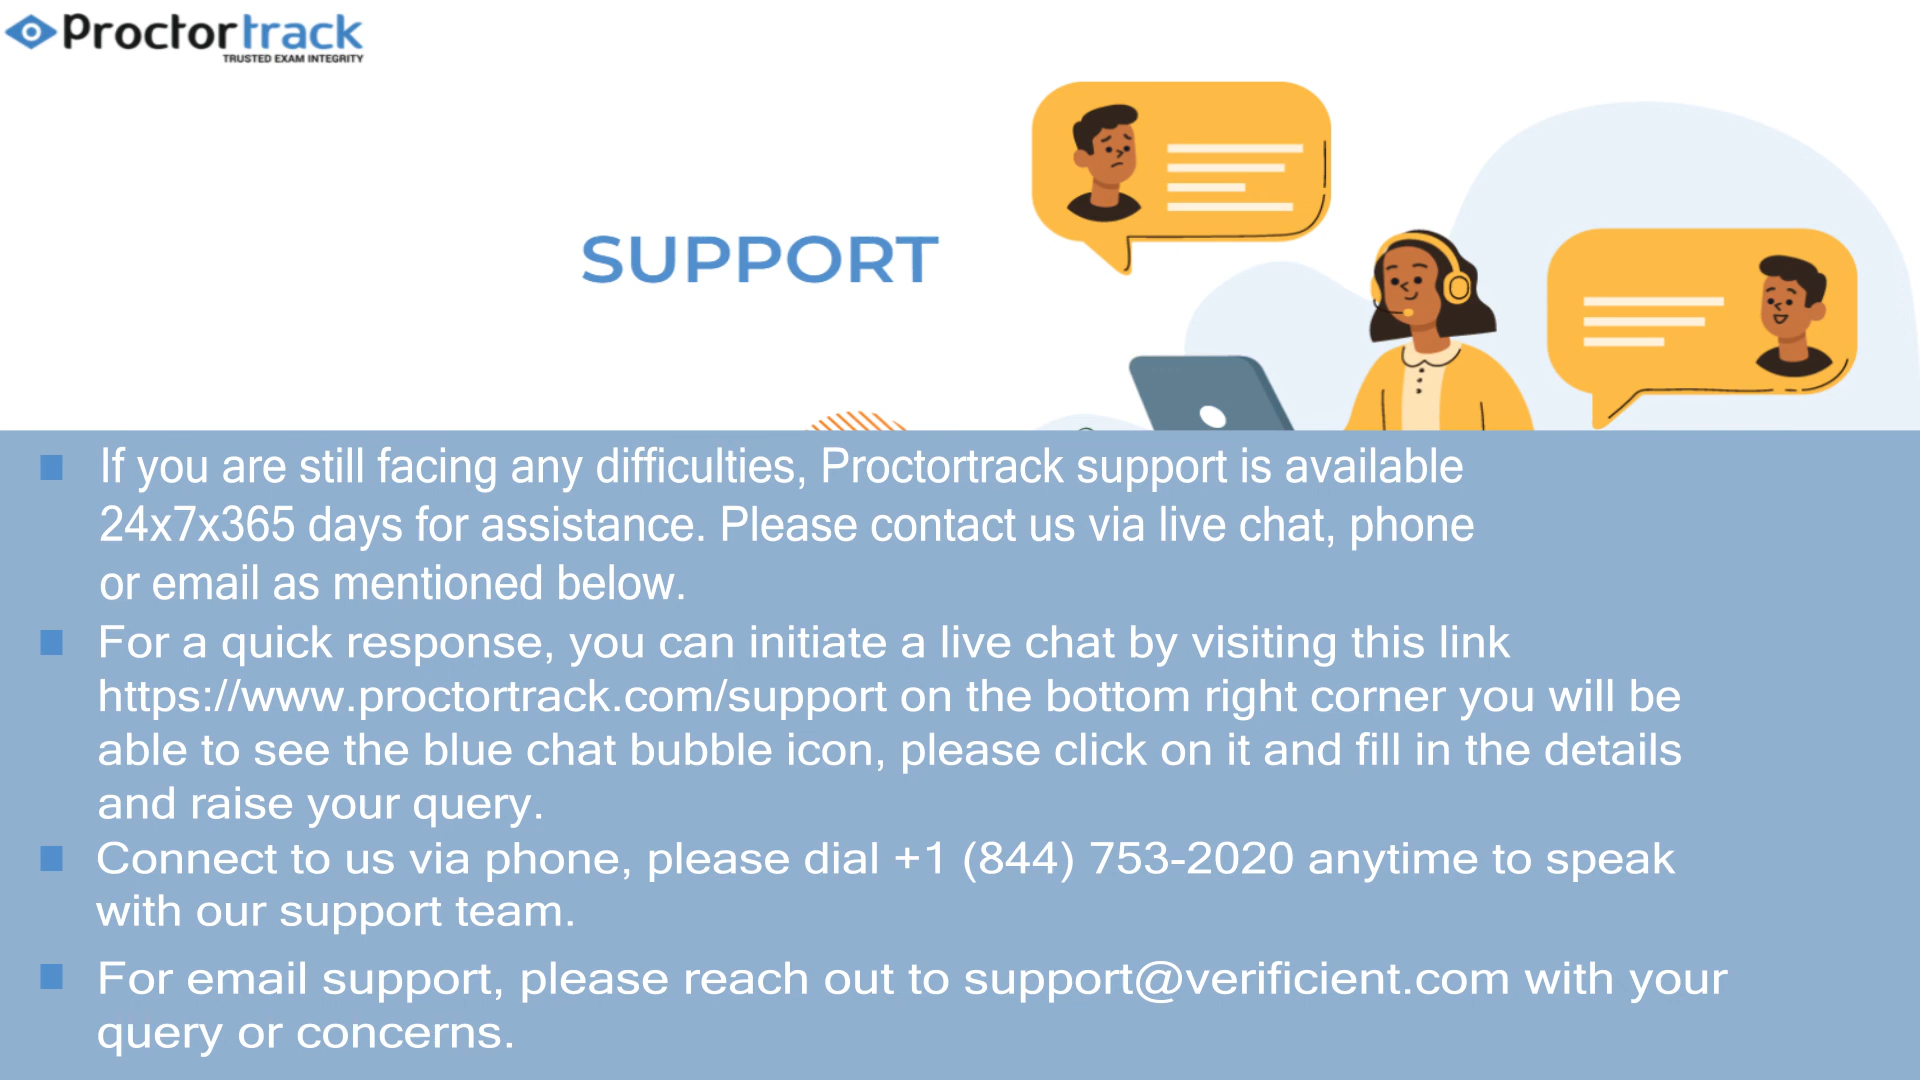 Proctortrack
TRUSTED EXAM INTEGRITY
SUPPORT
If you are still facing any difficulties, Proctortrack support is available
24x7x365 days for assistance. Please contact us via live chat, phone
or email as mentioned below.
For a quick response, you can initiate a live chat by visiting this link
https://www.proctortrack.com/support on the bottom right corner you will be
able to see the blue chat bubble icon, please click on it and fill in the details
and raise your query.
Connect to us via phone, please dial +1 (844) 753-2020 anytime to speak
with our support team.
For email support, please reach out to support@verificient.com with your
query or concerns.